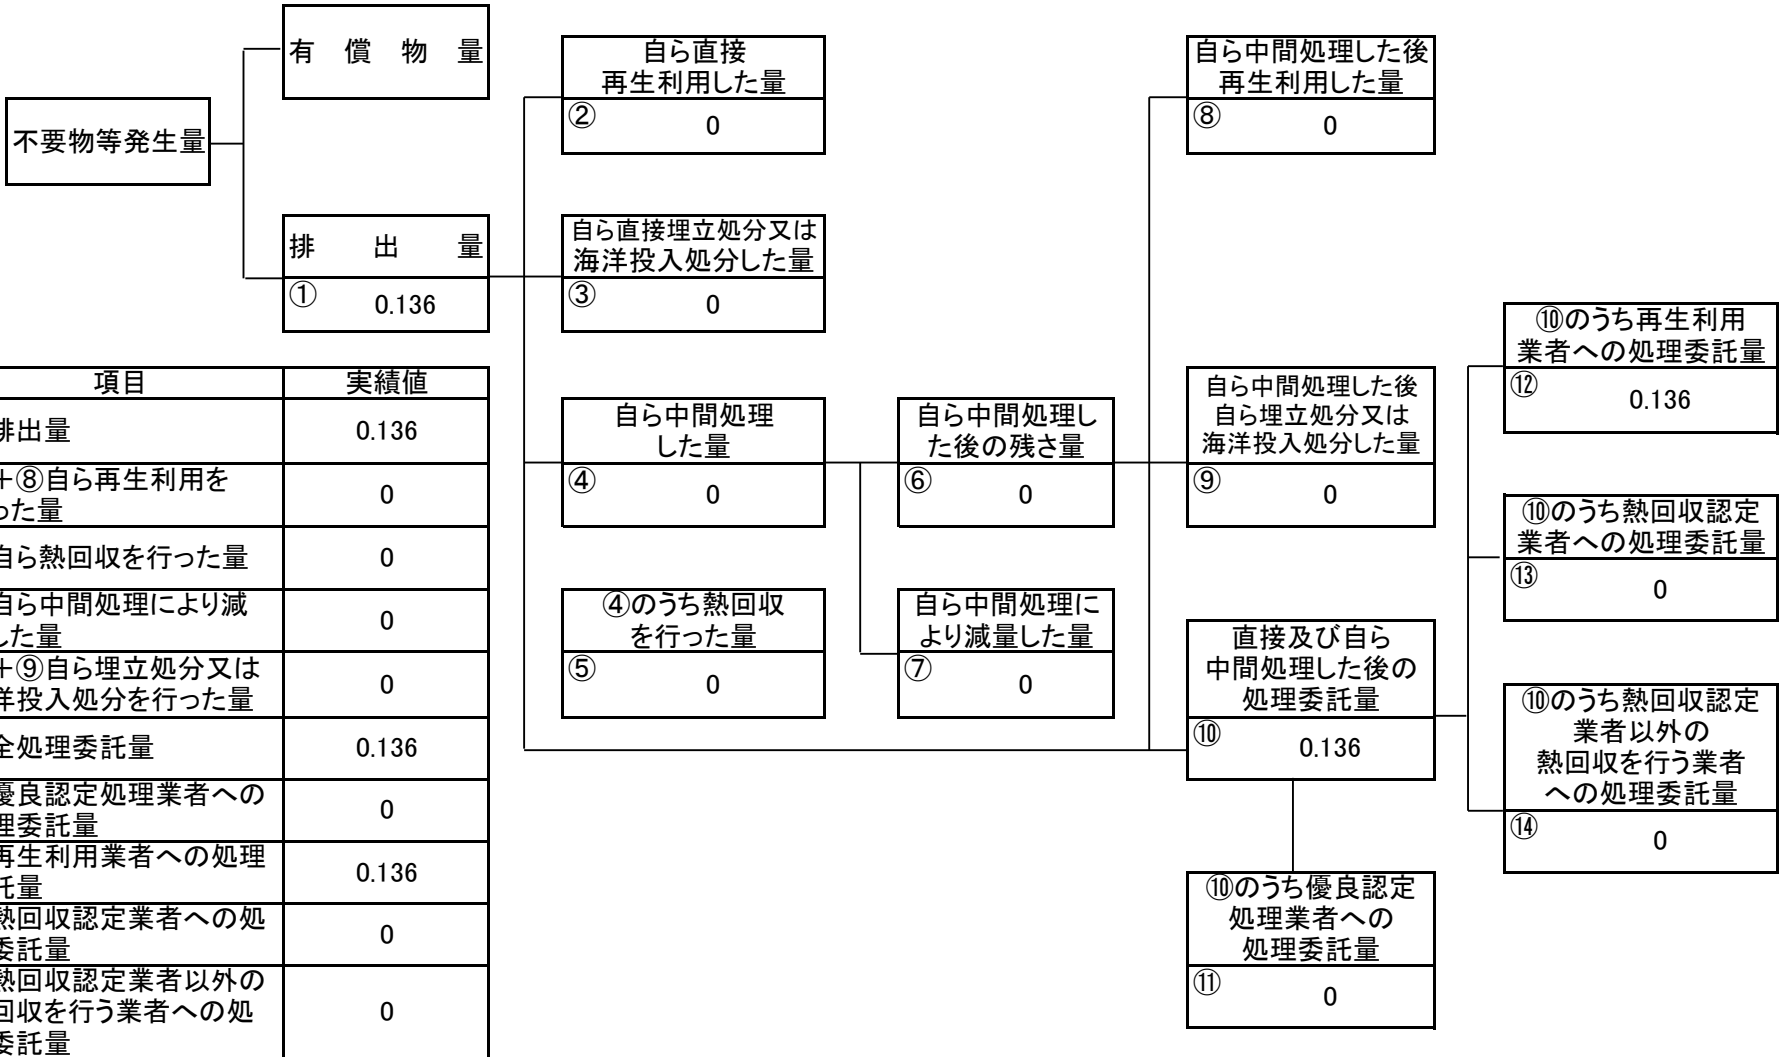 有 償 物 量
不要物等発生量
排 出 量
① 0.136
自ら直接
再生利用した量
② 0
自ら直接埋立処分又は
海洋投入処分した量
③ 0
自ら中間処理
した量
④ 0
④のうち熱回収
を行った量
⑤ 0
自ら中間処理し
た後の残さ量
⑥ 0
自ら中間処理に
より減量した量
⑦ 0
自ら中間処理した後
再生利用した量
⑧ 0
自ら中間処理した後
自ら埋立処分又は
海洋投入処分した量
⑨ 0
直接及び自ら
中間処理した後の
処理委託量
⑩ 0.136
⑩のうち優良認定
処理業者への
処理委託量
⑪ 0
⑩のうち再生利用
業者への処理委託量
⑫ 0.136
⑩のうち熱回収認定
業者への処理委託量
⑬ 0
⑩のうち熱回収認定
業者以外の
熱回収を行う業者
への処理委託量
⑭ 0
項目 実績値
排出量 0.136
+⑧自ら再生利用を
った量
0
自ら熱回収を行った量 0
自ら中間処理により減
した量
0
+⑨自ら埋立処分又は
洋投入処分を行った量
0
全処理委託量 0.136
優良認定処理業者への
理委託量
0
再生利用業者への処理
託量
0.136
熱回収認定業者への処
委託量
0
熱回収認定業者以外の
回収を行う業者への処
委託量
0